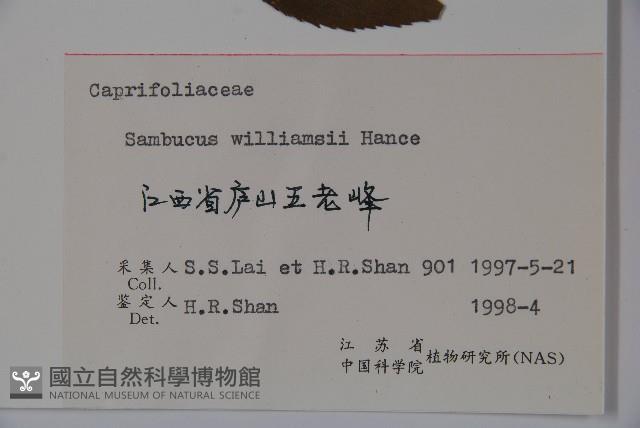 Caprifoliaceae
Sambucus williamsii Hance
江西省庐山五老峰
采集人 S.S.Lai et H.R.Shan 901 1997-5-21
Coll.
鉴定人 H.R.Shan 1998-4
Det.
江苏省
中国科学院 植物研究所(NAS)
國立自然科學博物館
NATIONAL MUSEUM OF NATURAL SCIENCE